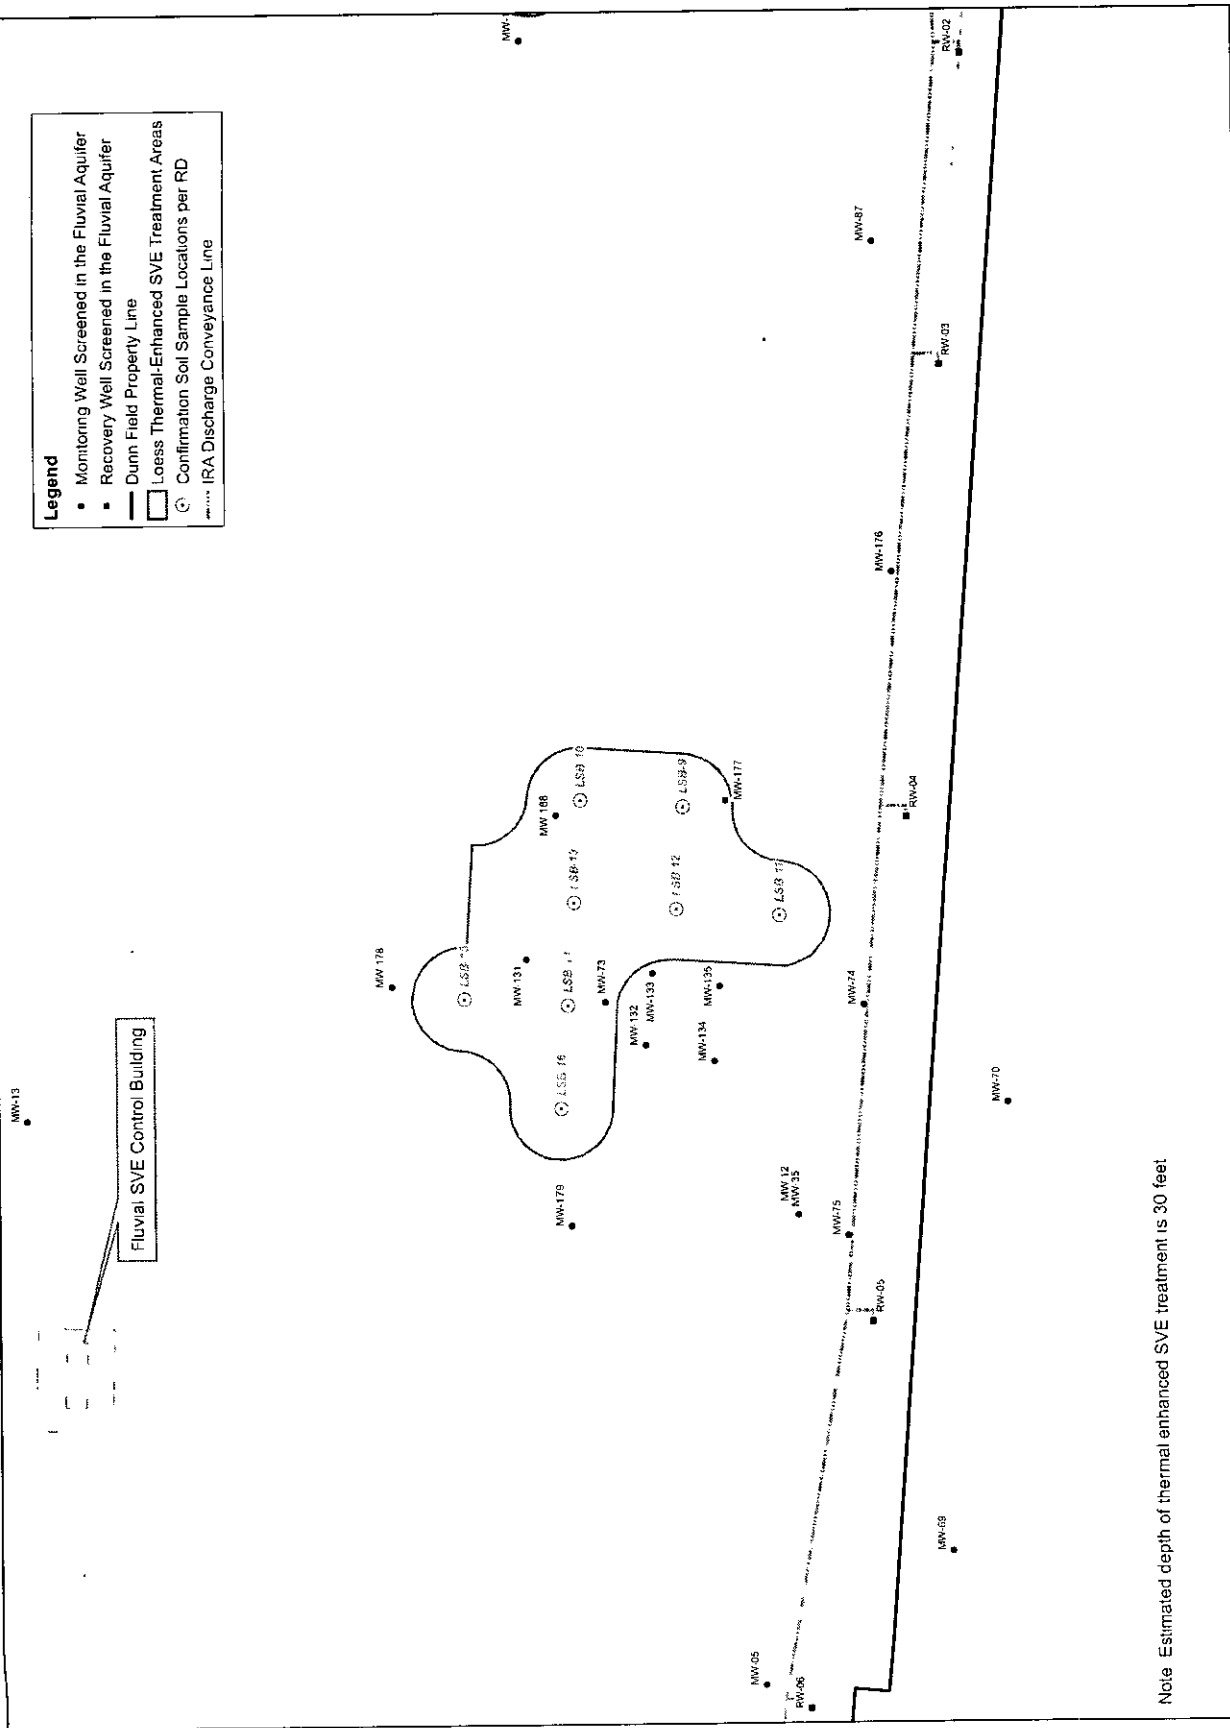 Legend
Monitoring Well Screened in the Fluvial Aquifer
Recovery Well Screened in the Fluvial Aquifer
Dunn Field Property Line
Loess Thermal-Enhanced SVE Treatment Areas
Confirmation Soil Sample Locations per RD
IRA Discharge Conveyance Line
MW-13
Fluvial SVE Control Building
MW-
RW-02
MW-87
RW-03
MW-176
MW 178
MW-131
MW 168
MW-73
MW-132
MW-133
MW-134
MW-135
MW-177
LSB 10
LSB-9
LSB 12
LSB 16
RW-04
MW-74
MW-179
MW 12
MW 35
MW-75
RW-05
MW-70
MW-69
MW-05
RW-06
Note Estimated depth of thermal enhanced SVE treatment is 30 feet